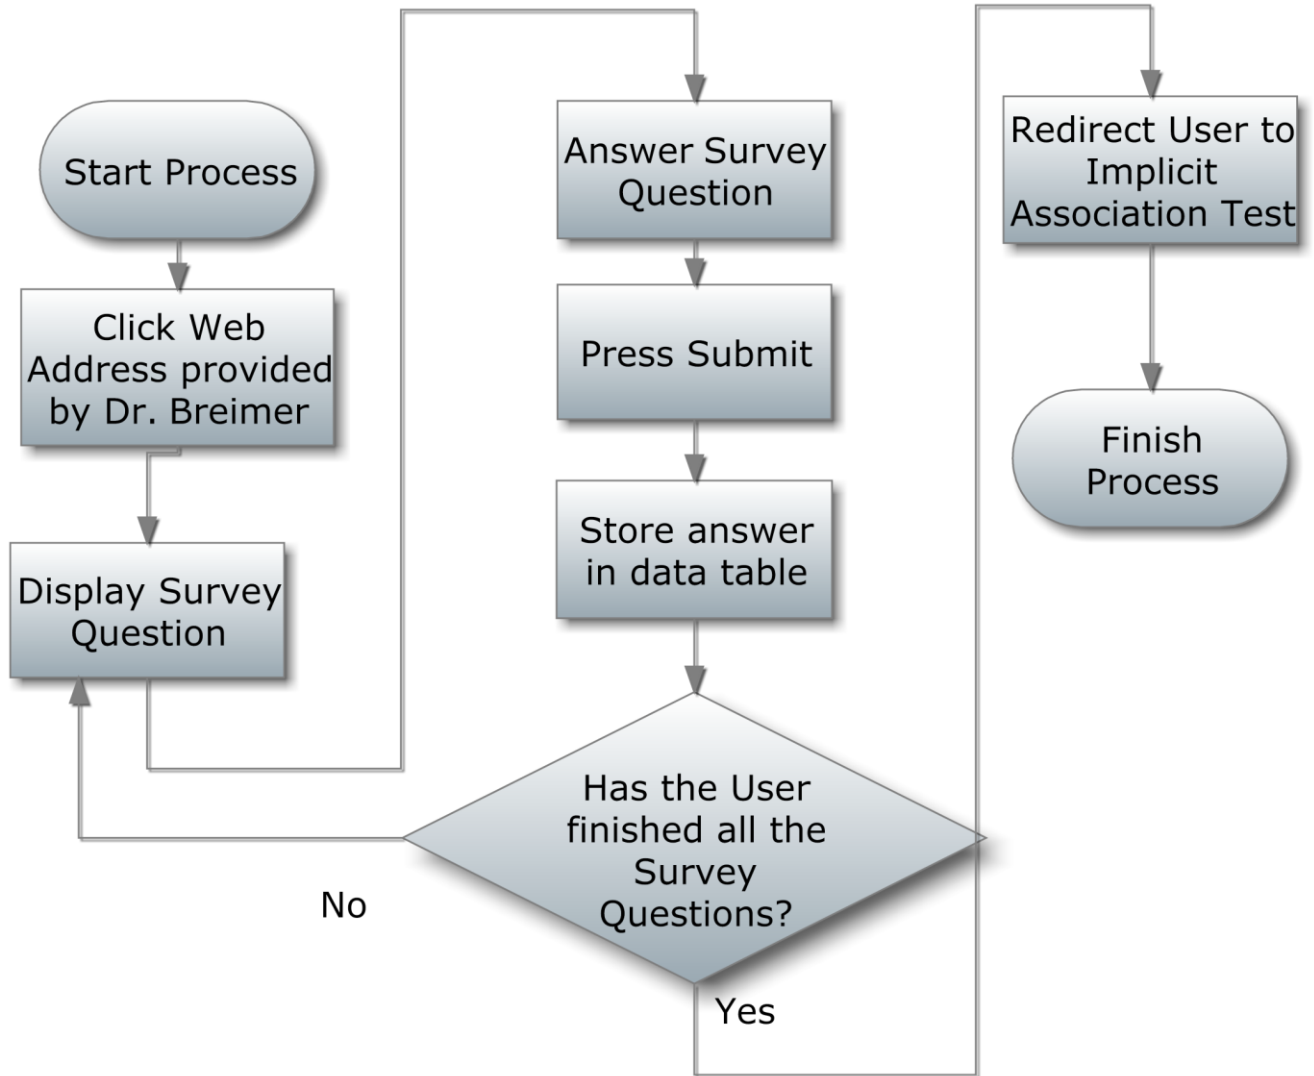 Start Process
Click Web
Address provided
by Dr. Breimer
Display Survey
Question
Answer Survey
Question
Press Submit
Store answer
in data table
Has the User
finished all the
Survey
Questions?
No
Yes
Redirect User to
Implicit
Association Test
Finish
Process